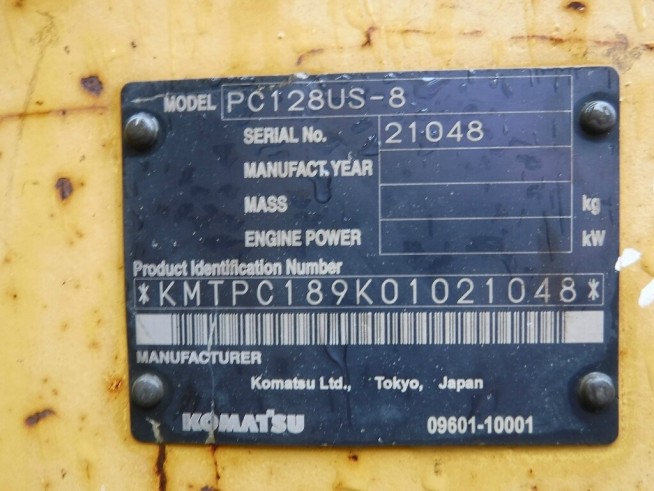 MODEL PC128US-8
SERIAL No. 21048
MANUFACT. YEAR
MASS kg
ENGINE POWER kW
Product Identification Number
*KMTPC189K01021048*
MANUFACTURER
Komatsu Ltd., Tokyo, Japan
KOMATSU 09601-10001